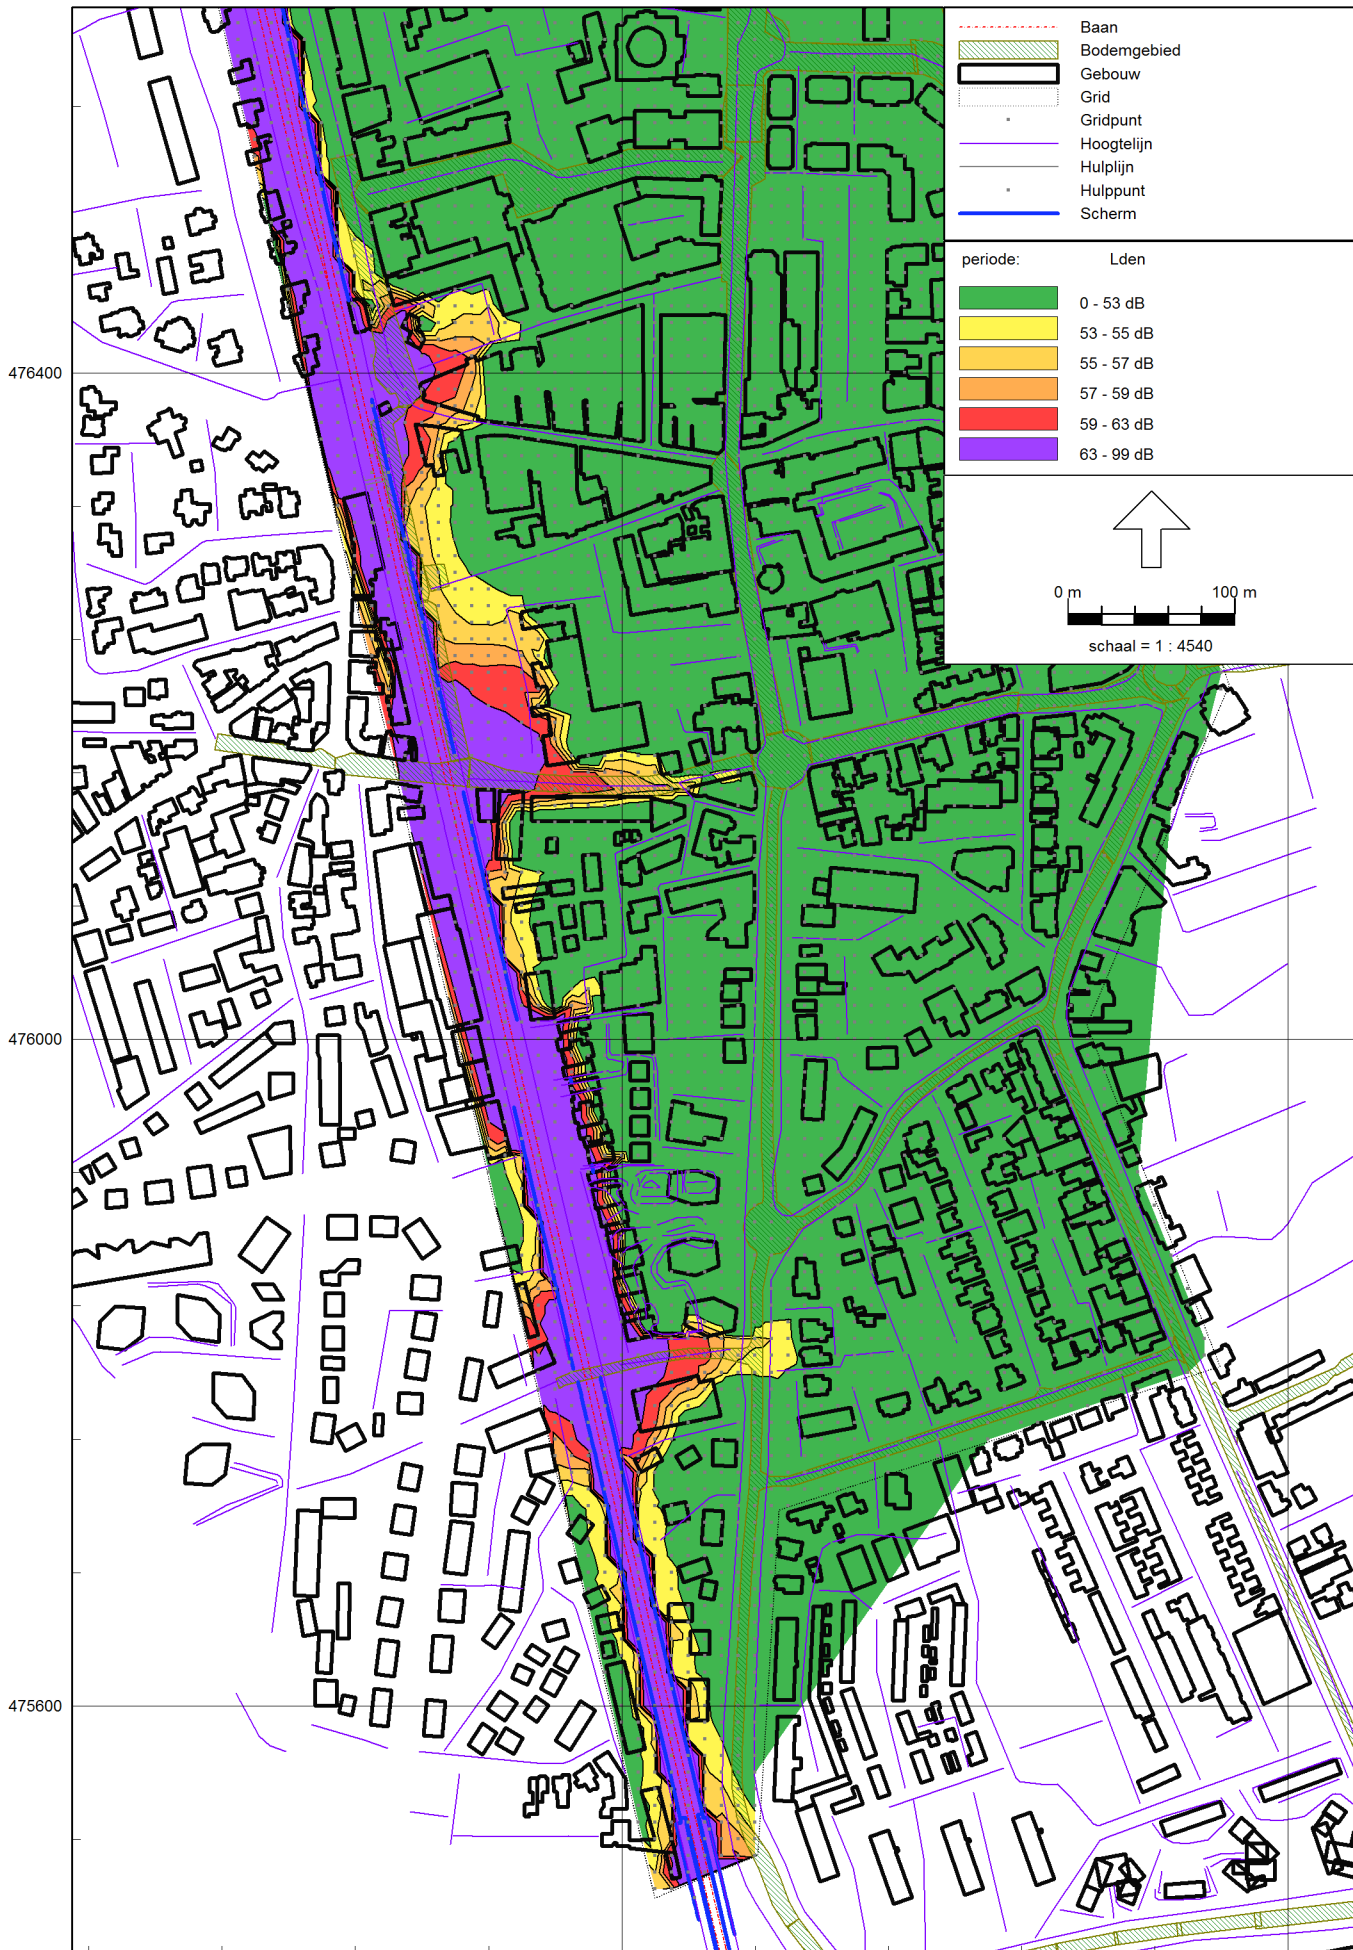 Baan
Bodemgebied
Gebouw
Grid
Gridpunt
Hoogtelijn
Hulplijn
Hulppunt
Scherm
periode: Lden
0 - 53 dB
53 - 55 dB
55 - 57 dB
57 - 59 dB
59 - 63 dB
63 - 99 dB
0 m 100 m
schaal = 1 : 4540
476400
476000
475600